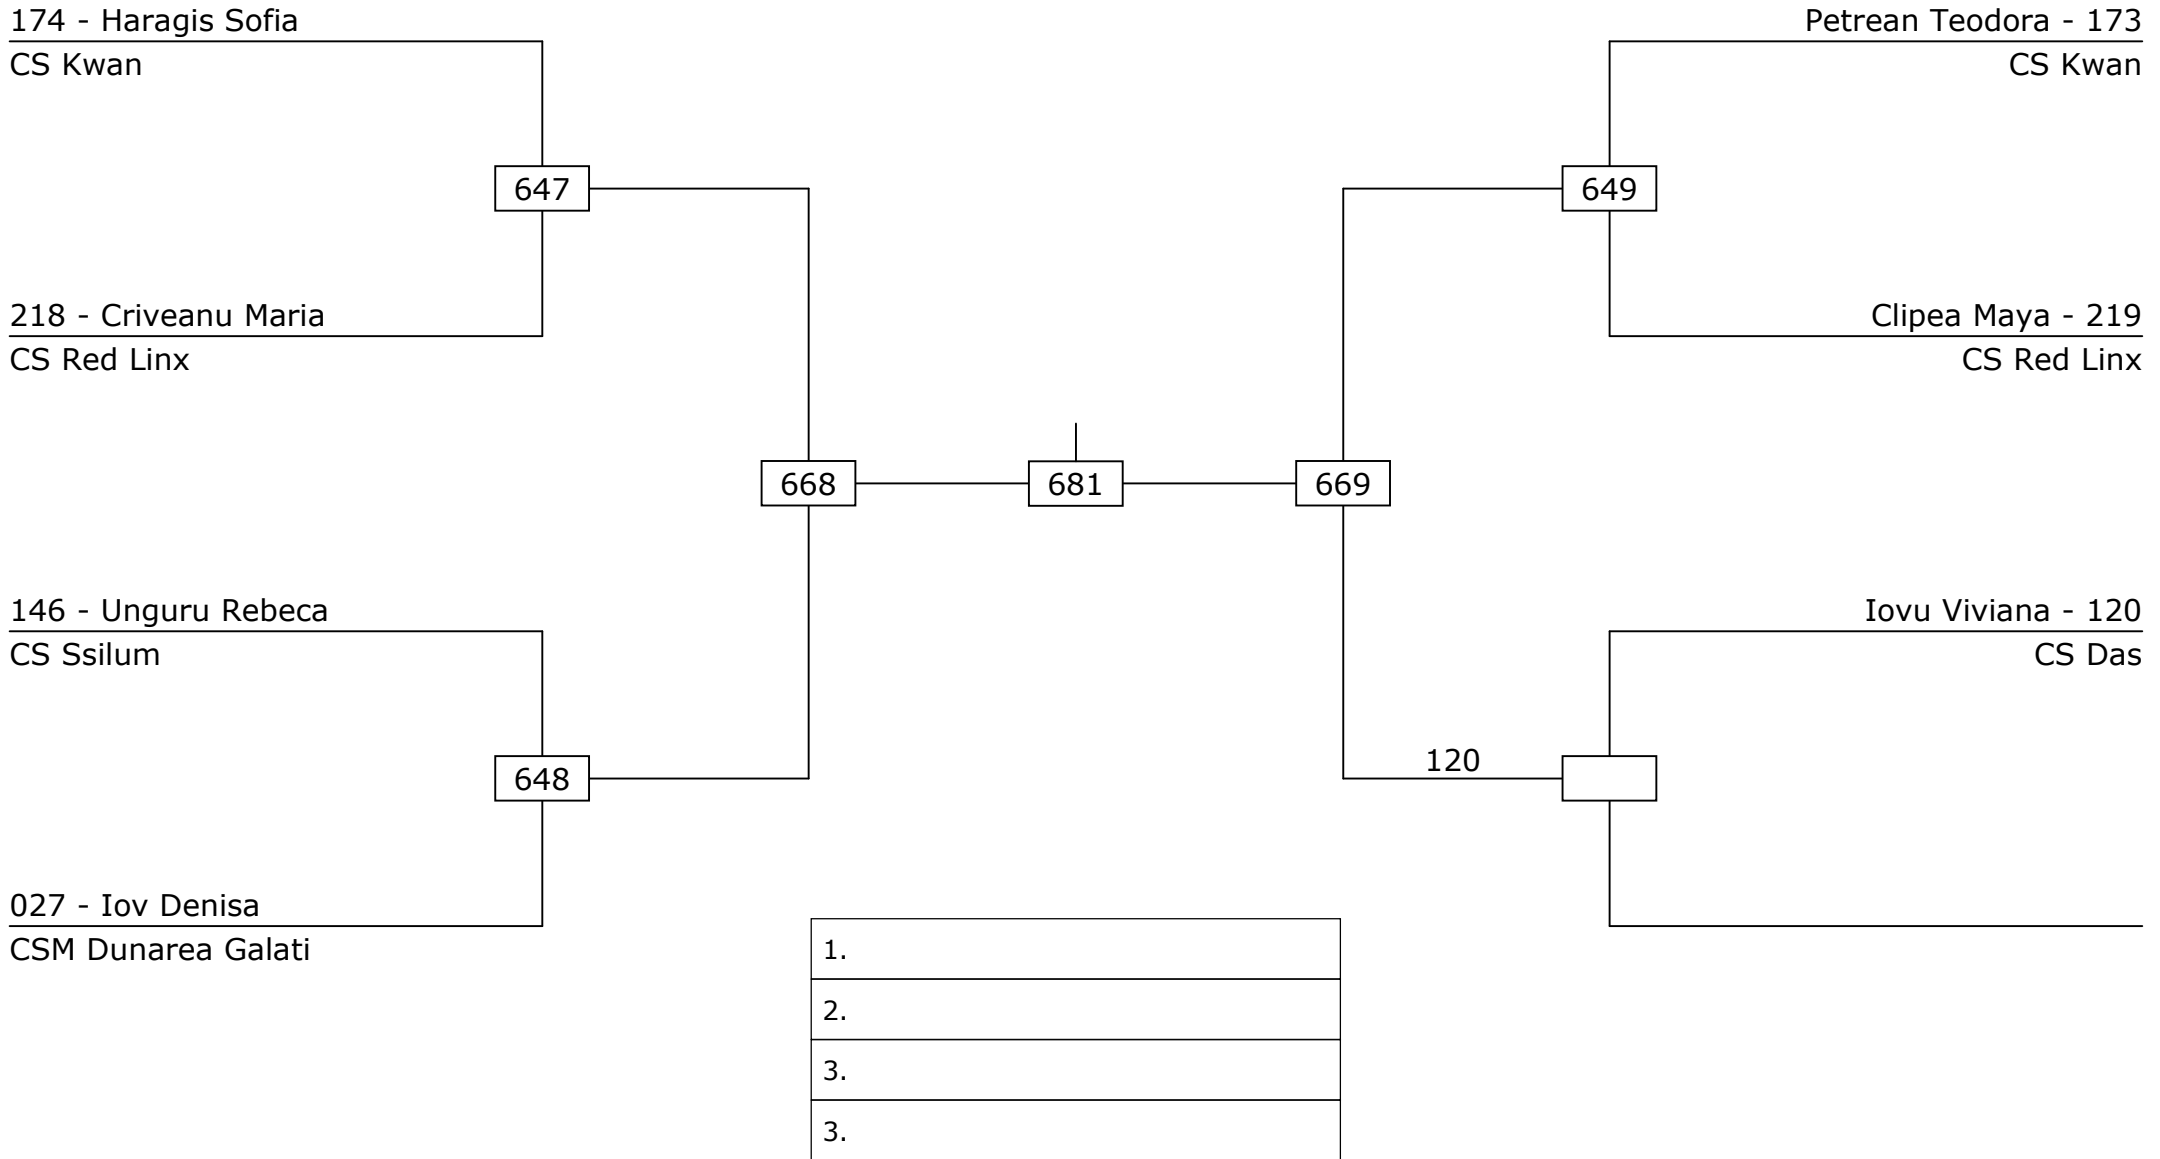 174 - Haragis Sofia
CS Kwan
647
218 - Criveanu Maria
CS Red Linx
668
146 - Unguru Rebeca
CS Ssilum
648
027 - Iov Denisa
CSM Dunarea Galati
681
Petrean Teodora - 173
CS Kwan
649
Clipea Maya - 219
CS Red Linx
669
Iovu Viviana - 120
CS Das
120
1.
2.
3.
3.